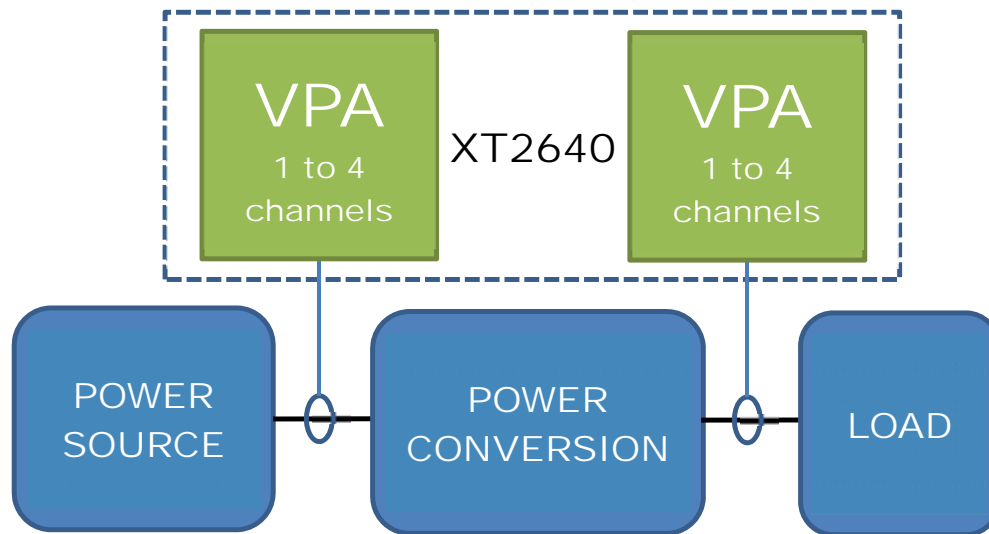 VPA
1 to 4
channels
XT2640
VPA
1 to 4
channels
POWER
SOURCE
POWER
CONVERSION
LOAD